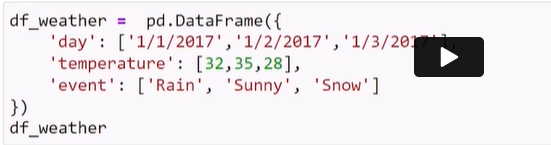 df_weather = pd.DataFrame({
'day': ['1/1/2017','1/2/2017','1/3/2017'],
'temperature': [32,35,28],
'event': ['Rain', 'Sunny', 'Snow']
})
df_weather